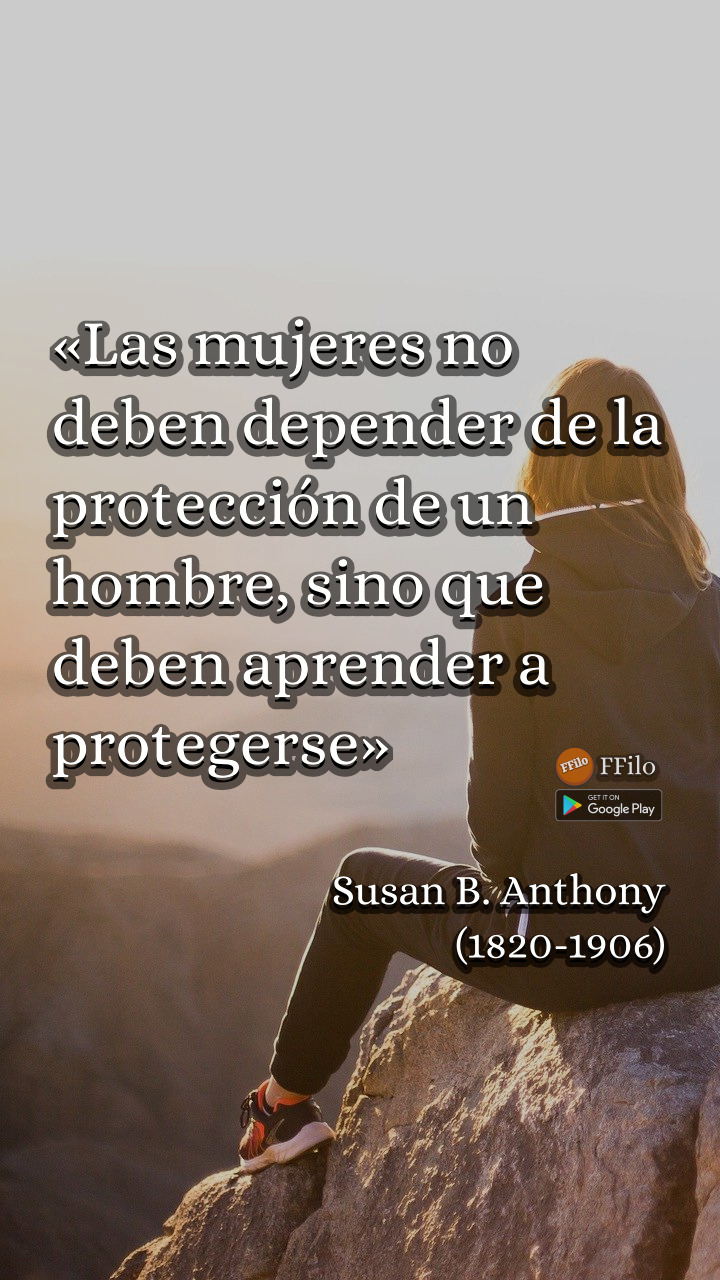 «Las mujeres no
deben depender de la
protección de un
hombre, sino que
deben aprender a
protegerse»
FFilo FFilo
GET IT ON
Google Play
Susan B. Anthony
(1820-1906)